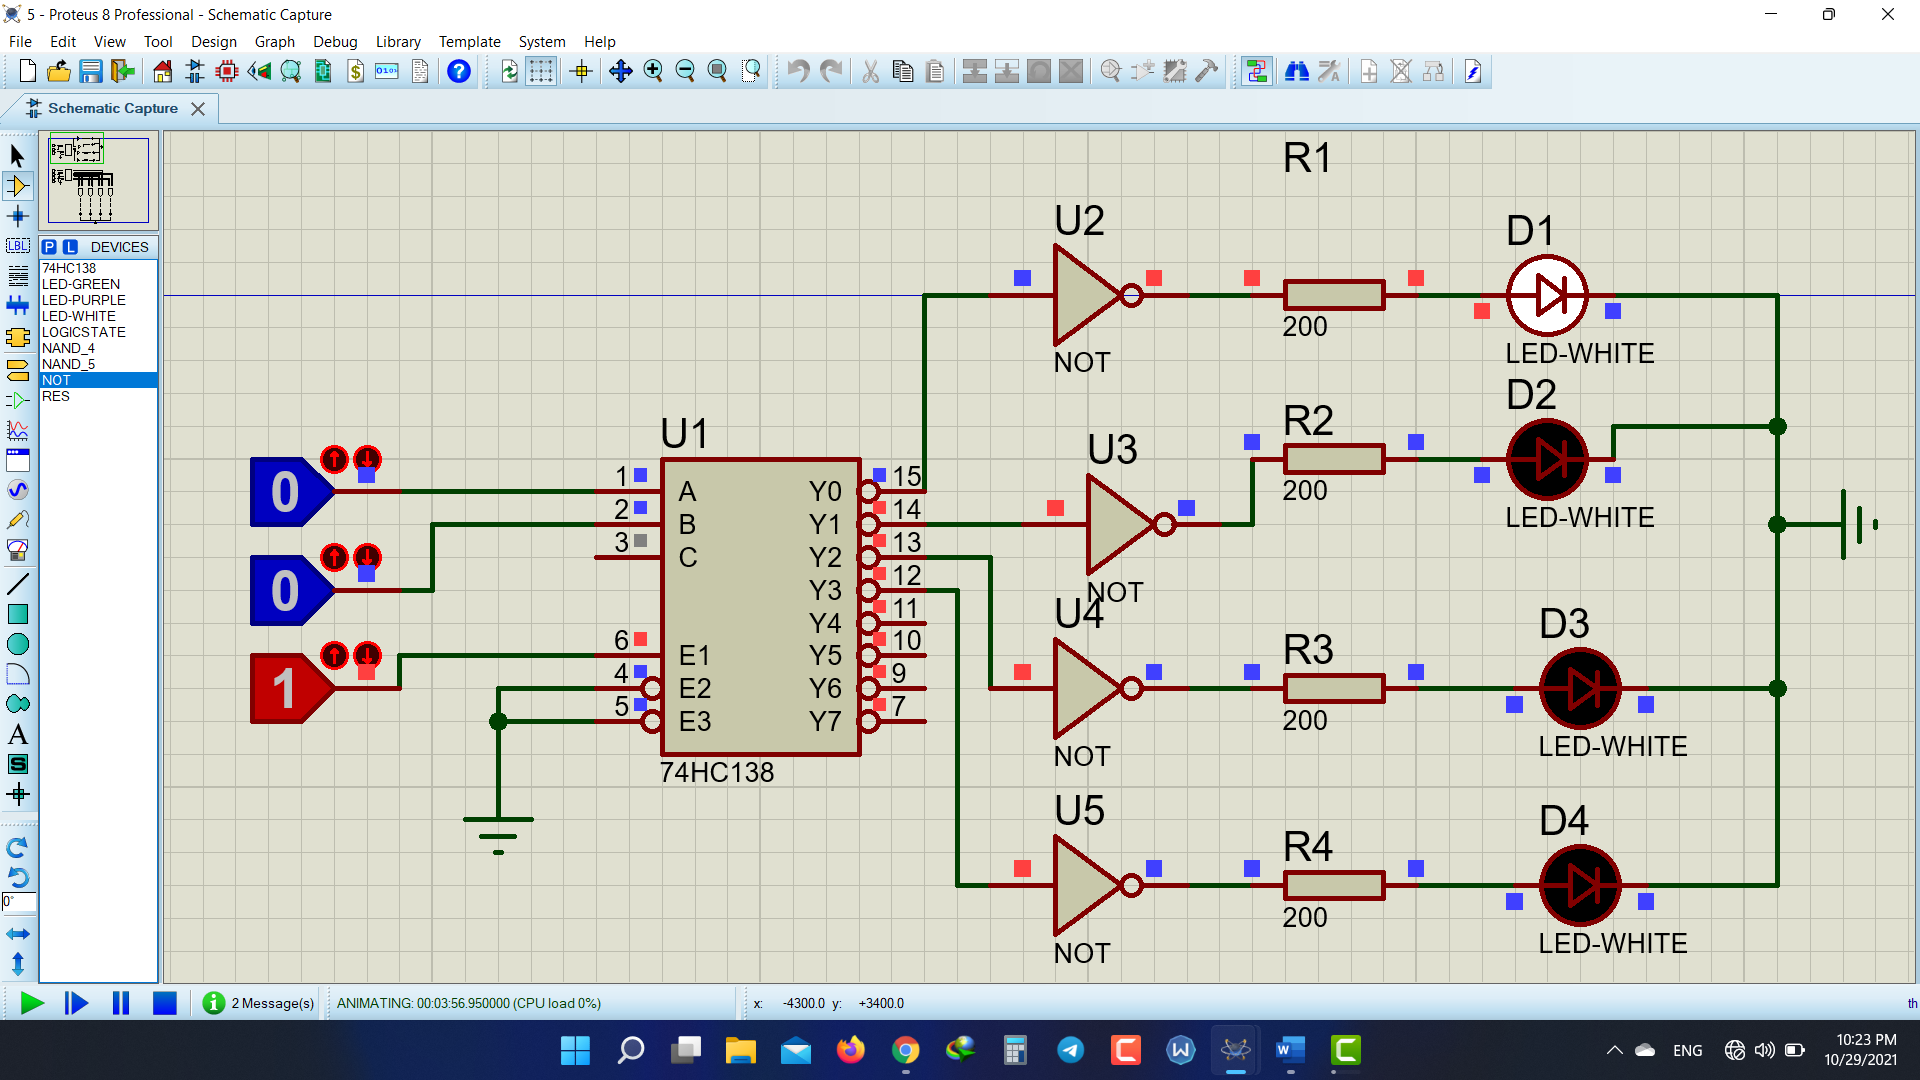 5 - Proteus 8 Professional - Schematic Capture
File Edit View Tool Design Graph Debug Library Template System Help
Schematic Capture
P L DEVICES
74HC138
LED-GREEN
LED-PURPLE
LED-WHITE
LOGICSTATE
NAND_4
NAND_5
NOT
RES
LBL
A
S
0°
R1
U2
D1
200
NOT
LED-WHITE
D2
R2
U3
200
LED-WHITE
NOT
U1
0
0
1
1 A Y0 15
2 B Y1 14
3 C Y2 13
Y3 12
Y4 11
6 E1 Y5 10
4 E2 Y6 9
5 E3 Y7 7
74HC138
U4
R3
D3
200
NOT
LED-WHITE
U5
R4
D4
200
NOT
LED-WHITE
2 Message(s) ANIMATING: 00:03:56.950000 (CPU load 0%) x: -4300.0 y: +3400.0 th
ENG
10:23 PM
10/29/2021